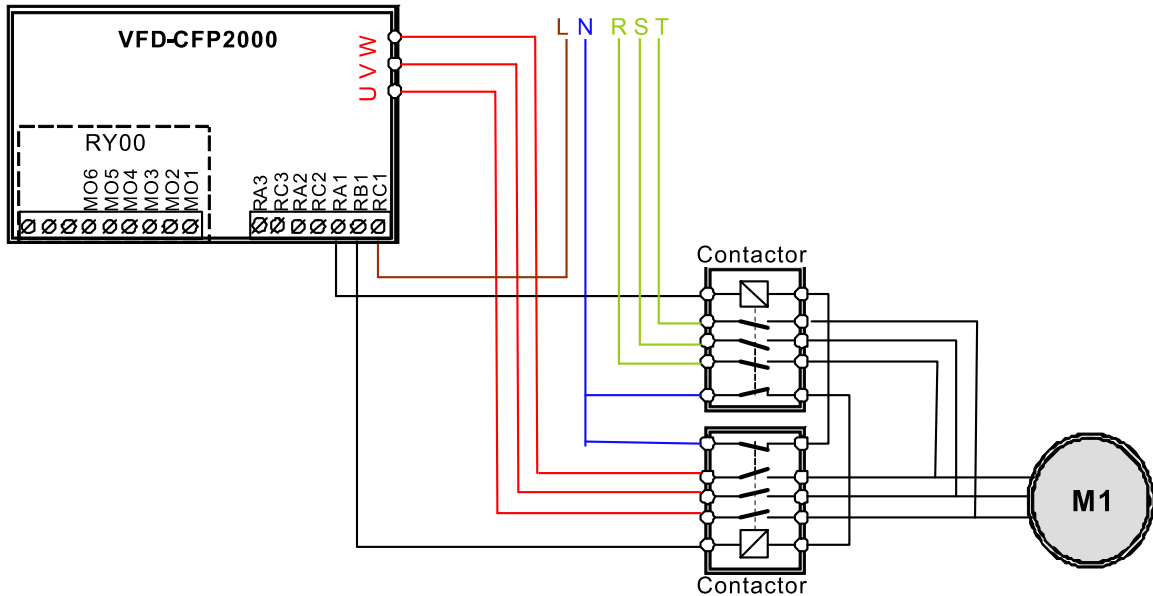 VFD-CFP2000
U V W
L N R S T
RY00
MO6
MO5
MO4
MO3
MO2
MO1
RA3
RC3
RA2
RC2
RA1
RB1
RC1
Contactor
M1
Contactor